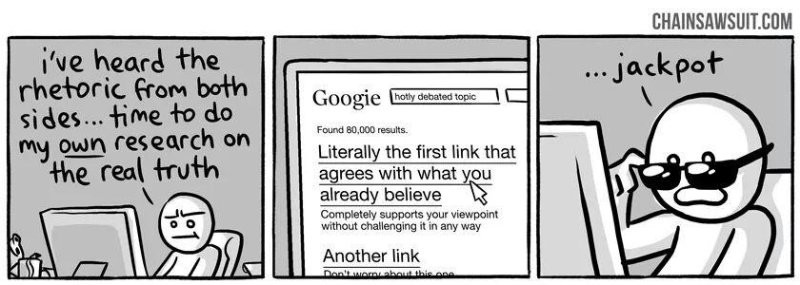 CHAINSAWSUIT.COM
i've heard the
rhetoric from both
sides... time to do
my own research on
the real truth
Googie hotly debated topic
Found 80,000 results.
Literally the first link that
agrees with what you
already believe
Completely supports your viewpoint
without challenging it in any way
Another link
Don't worry about this one
...jackpot